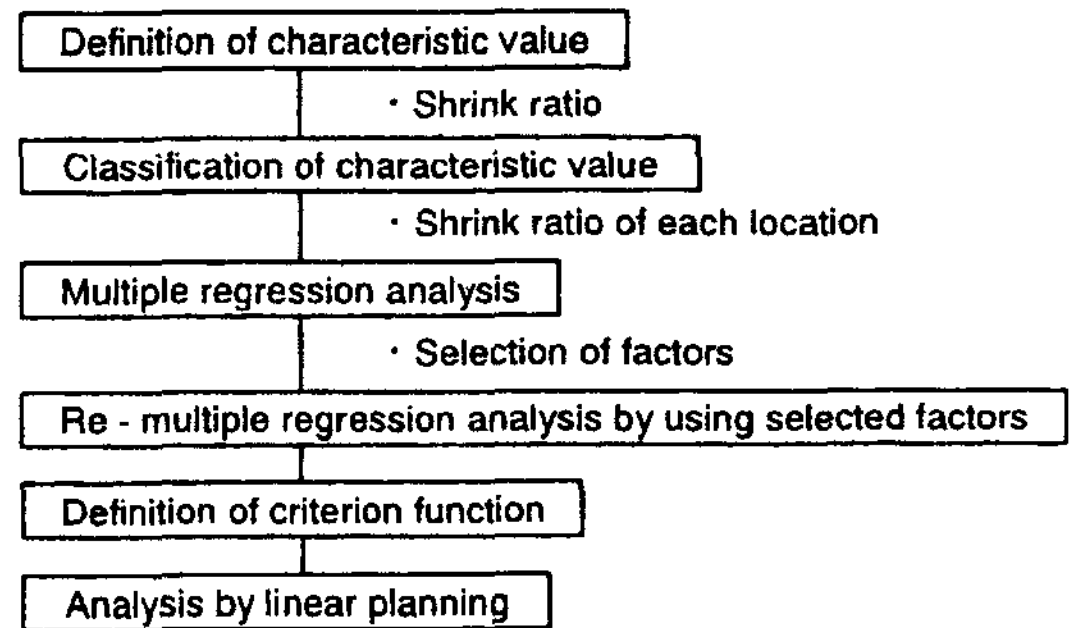 Definition of characteristic value
· Shrink ratio
Classification of characteristic value
· Shrink ratio of each location
Multiple regression analysis
· Selection of factors
Re - multiple regression analysis by using selected factors
Definition of criterion function
Analysis by linear planning